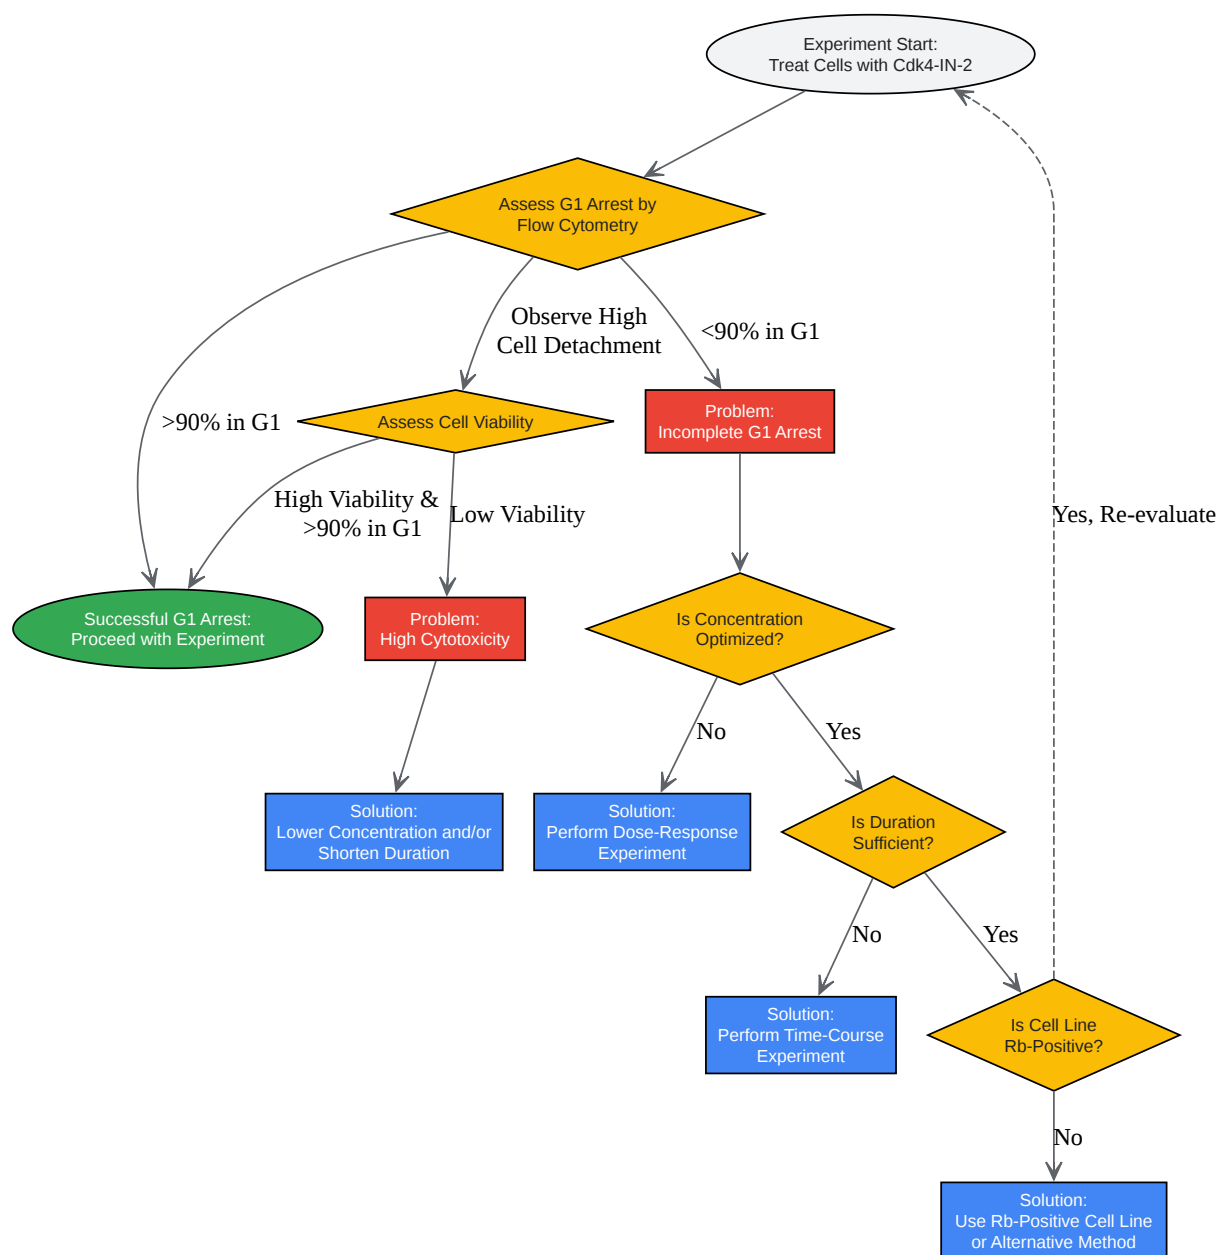 Experiment Start:
Treat Cells with Cdk4-IN-2
Assess G1 Arrest by
Flow Cytometry
Observe High
Cell Detachment
<90% in G1
>90% in G1
Assess Cell Viability
Problem:
Incomplete G1 Arrest
High Viability &
>90% in G1
Low Viability
Yes, Re-evaluate
Successful G1 Arrest:
Proceed with Experiment
Problem:
High Cytotoxicity
Is Concentration
Optimized?
No
Yes
Solution:
Lower Concentration and/or
Shorten Duration
Solution:
Perform Dose-Response
Experiment
Is Duration
Sufficient?
No
Yes
Solution:
Perform Time-Course
Experiment
Is Cell Line
Rb-Positive?
No
Solution:
Use Rb-Positive Cell Line
or Alternative Method